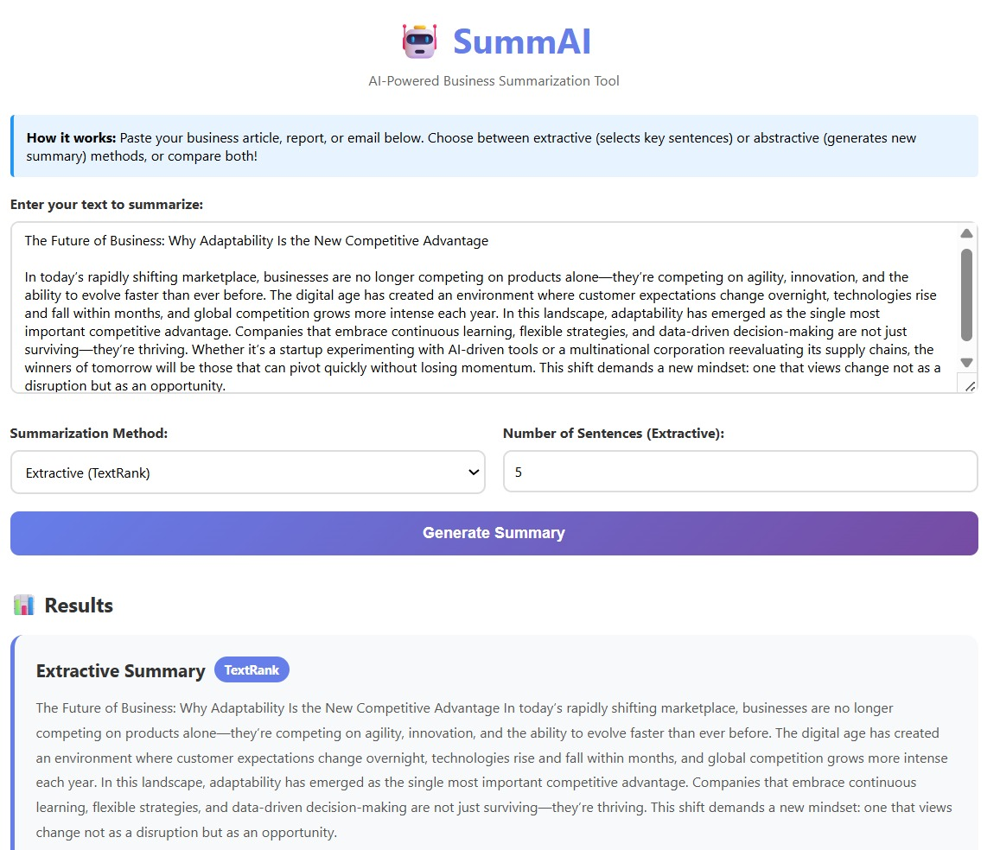 SummAI
AI-Powered Business Summarization Tool
How it works: Paste your business article, report, or email below. Choose between extractive (selects key sentences) or abstractive (generates new
summary) methods, or compare both!
Enter your text to summarize:
The Future of Business: Why Adaptability Is the New Competitive Advantage
In today’s rapidly shifting marketplace, businesses are no longer competing on products alone—they’re competing on agility, innovation, and the
ability to evolve faster than ever before. The digital age has created an environment where customer expectations change overnight, technologies rise
and fall within months, and global competition grows more intense each year. In this landscape, adaptability has emerged as the single most
important competitive advantage. Companies that embrace continuous learning, flexible strategies, and data-driven decision-making are not just
surviving—they’re thriving. Whether it’s a startup experimenting with AI-driven tools or a multinational corporation reevaluating its supply chains, the
winners of tomorrow will be those that can pivot quickly without losing momentum. This shift demands a new mindset: one that views change not as a
disruption but as an opportunity.
Summarization Method:
Number of Sentences (Extractive):
Extractive (TextRank)
5
Generate Summary
Results
Extractive Summary TextRank
The Future of Business: Why Adaptability Is the New Competitive Advantage In today’s rapidly shifting marketplace, businesses are no longer
competing on products alone—they’re competing on agility, innovation, and the ability to evolve faster than ever before. The digital age has created
an environment where customer expectations change overnight, technologies rise and fall within months, and global competition grows more intense
each year. In this landscape, adaptability has emerged as the single most important competitive advantage. Companies that embrace continuous
learning, flexible strategies, and data-driven decision-making are not just surviving—they’re thriving. This shift demands a new mindset: one that views
change not as a disruption but as an opportunity.